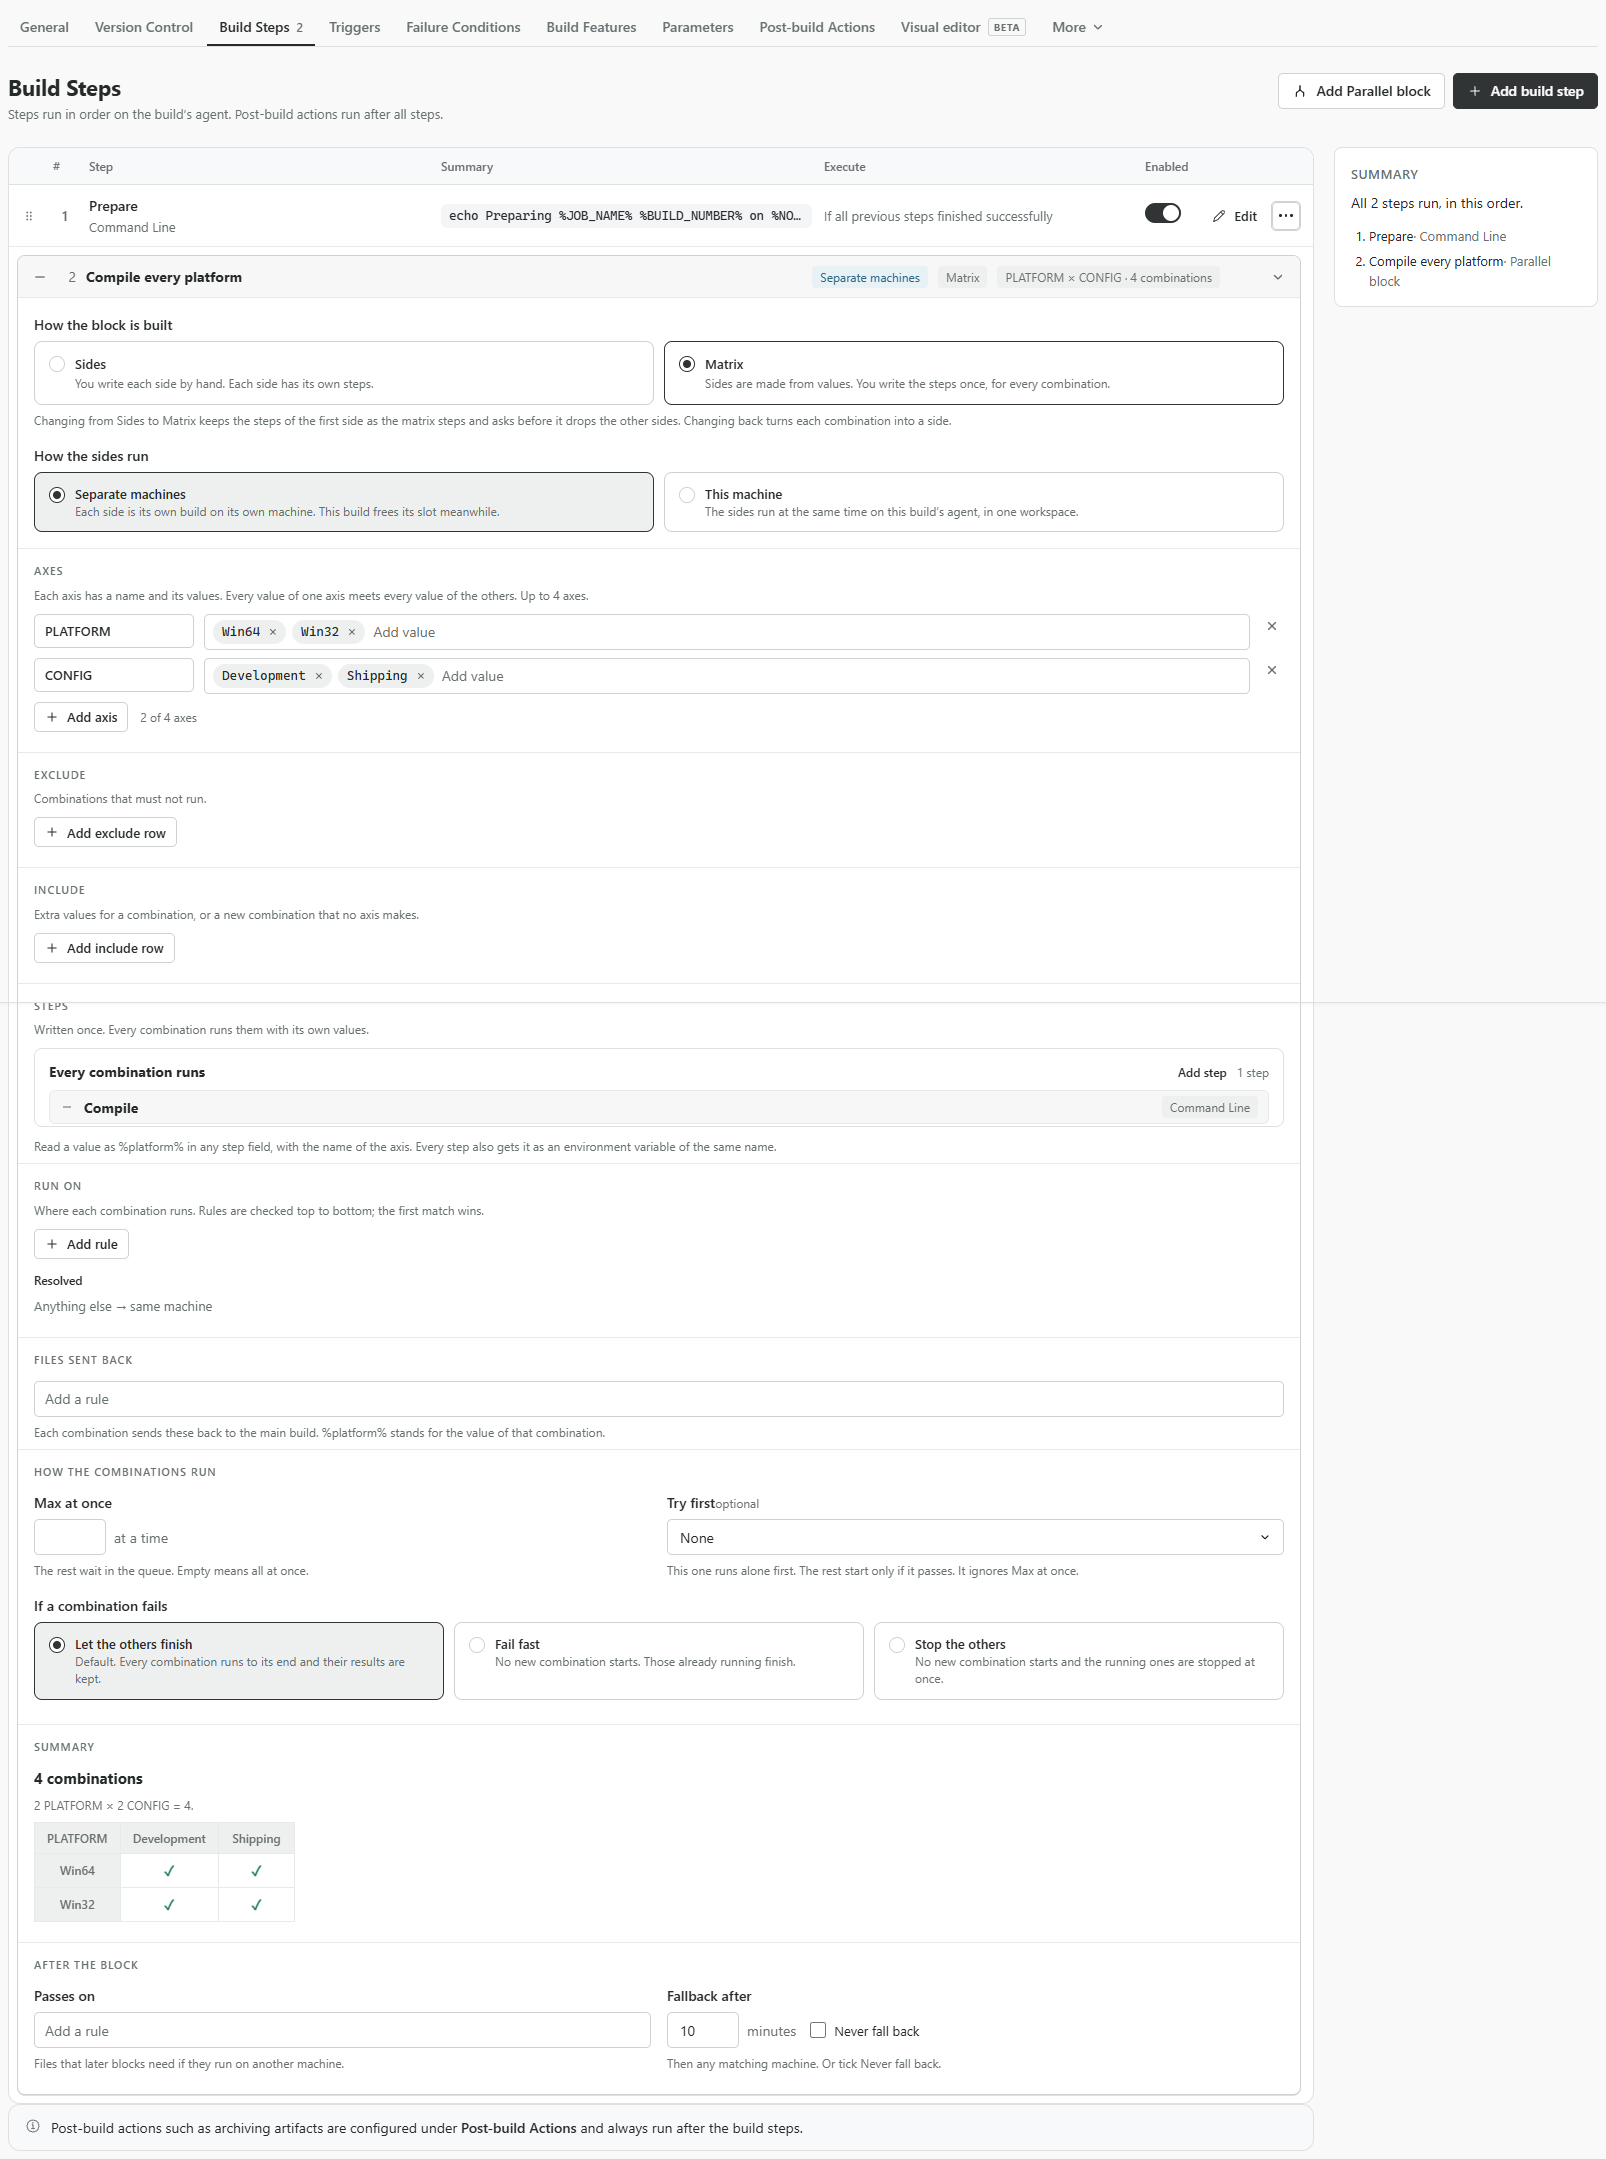 General Version Control Build Steps 2 Triggers Failure Conditions Build Features Parameters Post-build Actions Visual editor BETA More
Build Steps
Steps run in order on the build's agent. Post-build actions run after all steps.
Add Parallel block
Add build step
# Step Summary Execute Enabled
1 Prepare
Command Line
echo Preparing %JOB_NAME% %BUILD_NUMBER% on %NO...
If all previous steps finished successfully
Edit
SUMMARY
All 2 steps run, in this order.
1. Prepare· Command Line
2. Compile every platform· Parallel
block
2 Compile every platform
Separate machines Matrix PLATFORM × CONFIG · 4 combinations
How the block is built
Sides
You write each side by hand. Each side has its own steps.
Matrix
Sides are made from values. You write the steps once, for every combination.
Changing from Sides to Matrix keeps the steps of the first side as the matrix steps and asks before it drops the other sides. Changing back turns each combination into a side.
How the sides run
Separate machines
Each side is its own build on its own machine. This build frees its slot meanwhile.
This machine
The sides run at the same time on this build's agent, in one workspace.
AXES
Each axis has a name and its values. Every value of one axis meets every value of the others. Up to 4 axes.
PLATFORM Win64 × Win32 × Add value ×
CONFIG Development × Shipping × Add value ×
+ Add axis 2 of 4 axes
EXCLUDE
Combinations that must not run.
+ Add exclude row
INCLUDE
Extra values for a combination, or a new combination that no axis makes.
+ Add include row
STEPS
Written once. Every combination runs them with its own values.
Every combination runs Add step 1 step
Compile Command Line
Read a value as %platform% in any step field, with the name of the axis. Every step also gets it as an environment variable of the same name.
RUN ON
Where each combination runs. Rules are checked top to bottom; the first match wins.
+ Add rule
Resolved
Anything else → same machine
FILES SENT BACK
Add a rule
Each combination sends these back to the main build. %platform% stands for the value of that combination.
HOW THE COMBINATIONS RUN
Max at once
at a time
The rest wait in the queue. Empty means all at once.
Try firstoptional
None
This one runs alone first. The rest start only if it passes. It ignores Max at once.
If a combination fails
Let the others finish
Default. Every combination runs to its end and their results are
kept.
Fail fast
No new combination starts. Those already running finish.
Stop the others
No new combination starts and the running ones are stopped at
once.
SUMMARY
4 combinations
2 PLATFORM × 2 CONFIG = 4.
PLATFORM Development Shipping
Win64 ✓ ✓
Win32 ✓ ✓
AFTER THE BLOCK
Passes on
Add a rule
Files that later blocks need if they run on another machine.
Fallback after
10 minutes Never fall back
Then any matching machine. Or tick Never fall back.
Post-build actions such as archiving artifacts are configured under Post-build Actions and always run after the build steps.